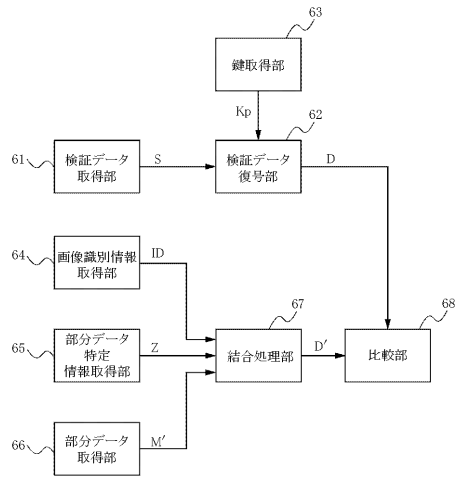 63
鍵取得部
Kp
62
61
検証データ
取得部
S
検証データ
復号部
D
64
画像識別情報
取得部
ID
67
68
65
部分データ
特定
情報取得部
Z
結合処理部
D′
比較部
66
部分データ
取得部
M′